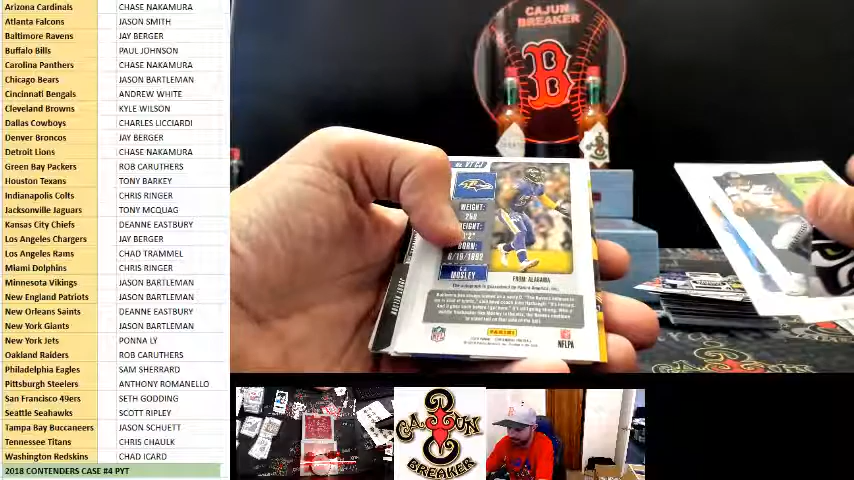 Arizona Cardinals CHASE NAKAMURA
Atlanta Falcons JASON SMITH
Baltimore Ravens JAY BERGER
Buffalo Bills PAUL JOHNSON
Carolina Panthers CHASE NAKAMURA
Chicago Bears JASON BARTLEMAN
Cincinnati Bengals ANDREW WHITE
Cleveland Browns KYLE WILSON
Dallas Cowboys CHARLES LICCIARDI
Denver Broncos JAY BERGER
Detroit Lions CHASE NAKAMURA
Green Bay Packers ROB CARUTHERS
Houston Texans TONY BARKEY
Indianapolis Colts CHRIS RINGER
Jacksonville Jaguars TONY MCQUAG
Kansas City Chiefs DEANNE EASTBURY
Los Angeles Chargers JAY BERGER
Los Angeles Rams CHAD TRAMMEL
Miami Dolphins CHRIS RINGER
Minnesota Vikings JASON BARTLEMAN
New England Patriots JASON BARTLEMAN
New Orleans Saints DEANNE EASTBURY
New York Giants JASON BARTLEMAN
New York Jets PONNA LY
Oakland Raiders ROB CARUTHERS
Philadelphia Eagles SAM SHERRARD
Pittsburgh Steelers ANTHONY ROMANELLO
San Francisco 49ers SETH GODDING
Seattle Seahawks SCOTT RIPLEY
Tampa Bay Buccaneers JASON SCHUETT
Tennessee Titans CHRIS CHAULK
Washington Redskins CHAD ICARD
2018 CONTENDERS CASE #4 PYT
CAJUN
BREAKER
B
WEIGHT:
BORN:
6/19/1992
C.J.
MOSLEY
FROM: ALABAMA
PANINI
NFL
NFLPA
CAJUN
BREAKER